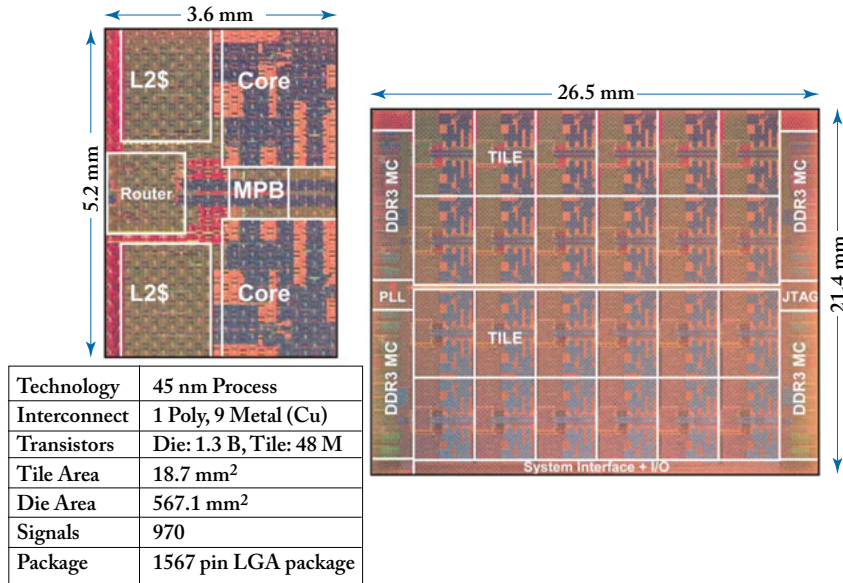 3.6 mm
5.2 mm
L2$
Core
Router
MPB
L2$
Core
26.5 mm
21.4 mm
DDR3 MC
TILE
DDR3 MC
PLL
JTAG
DDR3 MC
TILE
DDR3 MC
System Interface + I/O
Technology 45 nm Process
Interconnect 1 Poly, 9 Metal (Cu)
Transistors Die: 1.3 B, Tile: 48 M
Tile Area 18.7 mm²
Die Area 567.1 mm²
Signals 970
Package 1567 pin LGA package